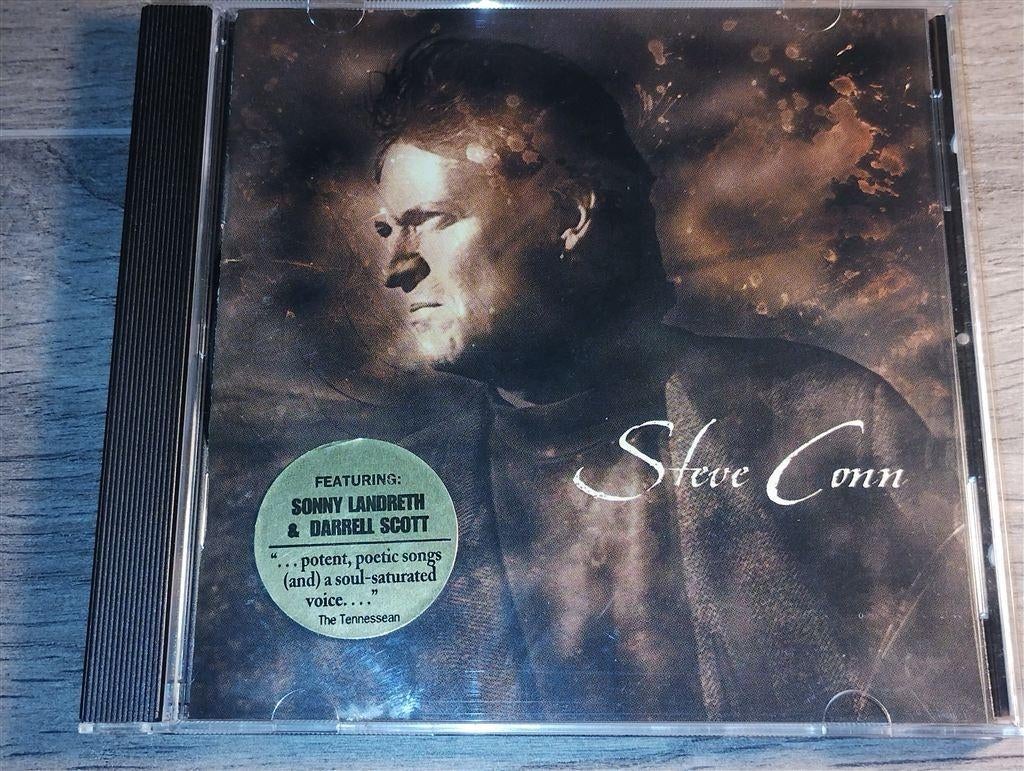 Steve Conn
FEATURING:
SONNY LANDRETH
& DARRELL SCOTT
"... potent, poetic songs
(and) a soul-saturated
voice...."
The Tennessean